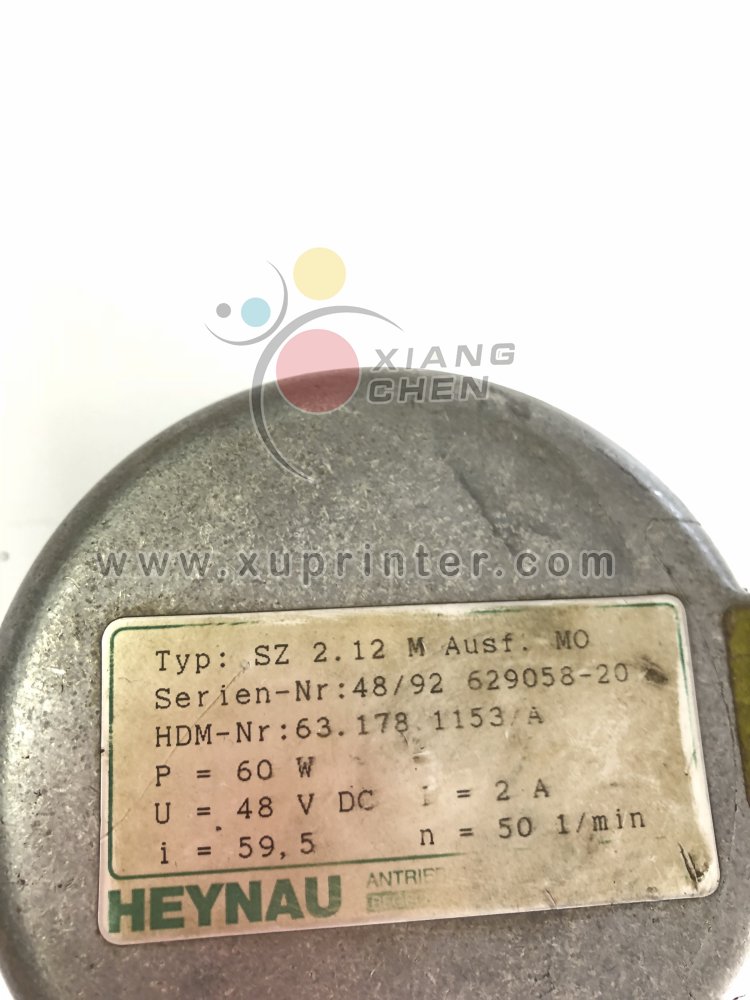 XIANG
CHEN
www.xuprinter.com
Typ: SZ 2.12 M Ausf. MO
Serien-Nr:48/92 629058-20
HDM-Nr:63.178.1153/A
P = 60 W
U = 48 V DC I = 2 A
i = 59,5 n = 50 1/min
HEYNAU